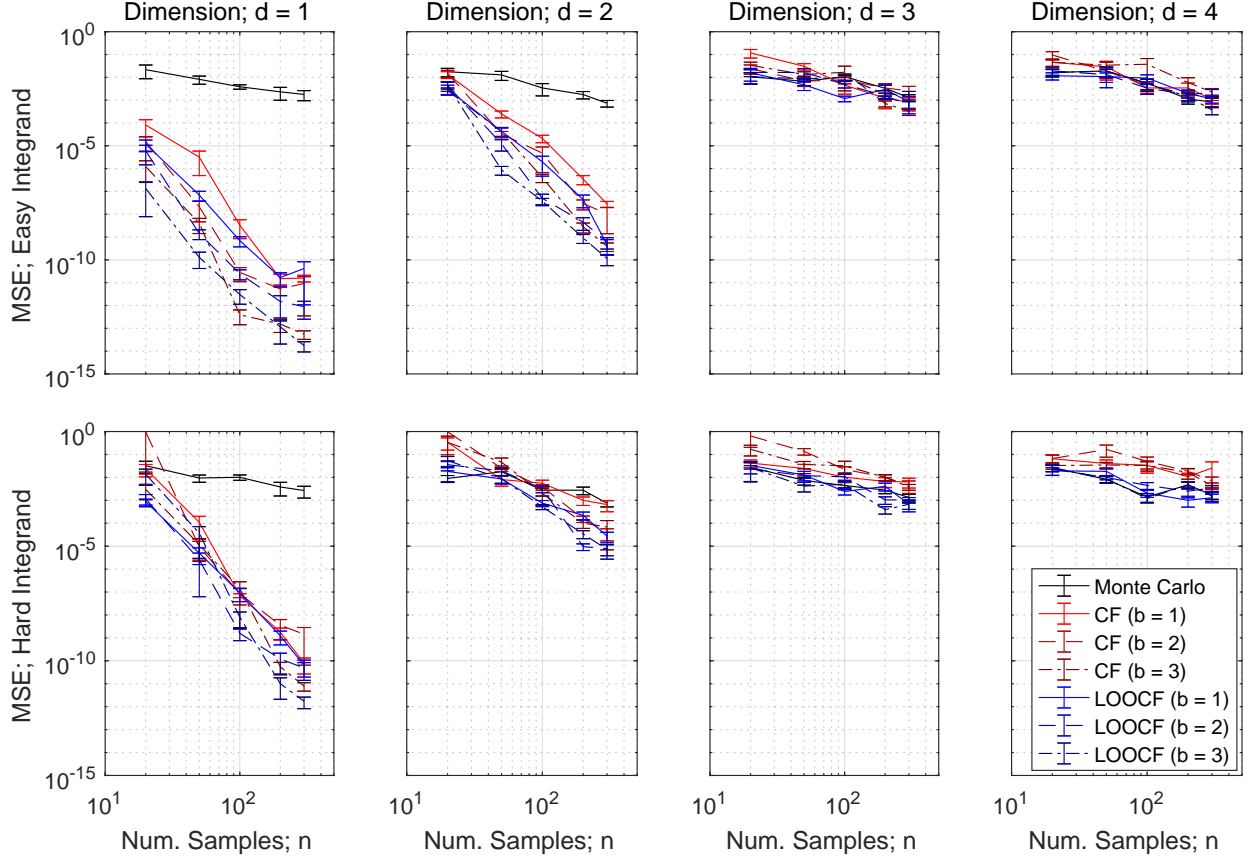 Dimension; d = 1
Dimension; d = 2
Dimension; d = 3
Dimension; d = 4
MSE; Easy Integrand
10^0
10^-5
10^-10
10^-15
MSE; Hard Integrand
10^0
10^-5
10^-10
10^-15
Monte Carlo
CF (b = 1)
CF (b = 2)
CF (b = 3)
LOOCF (b = 1)
LOOCF (b = 2)
LOOCF (b = 3)
10^1 10^2
10^1 10^2
10^1 10^2
10^1 10^2
Num. Samples; n
Num. Samples; n
Num. Samples; n
Num. Samples; n